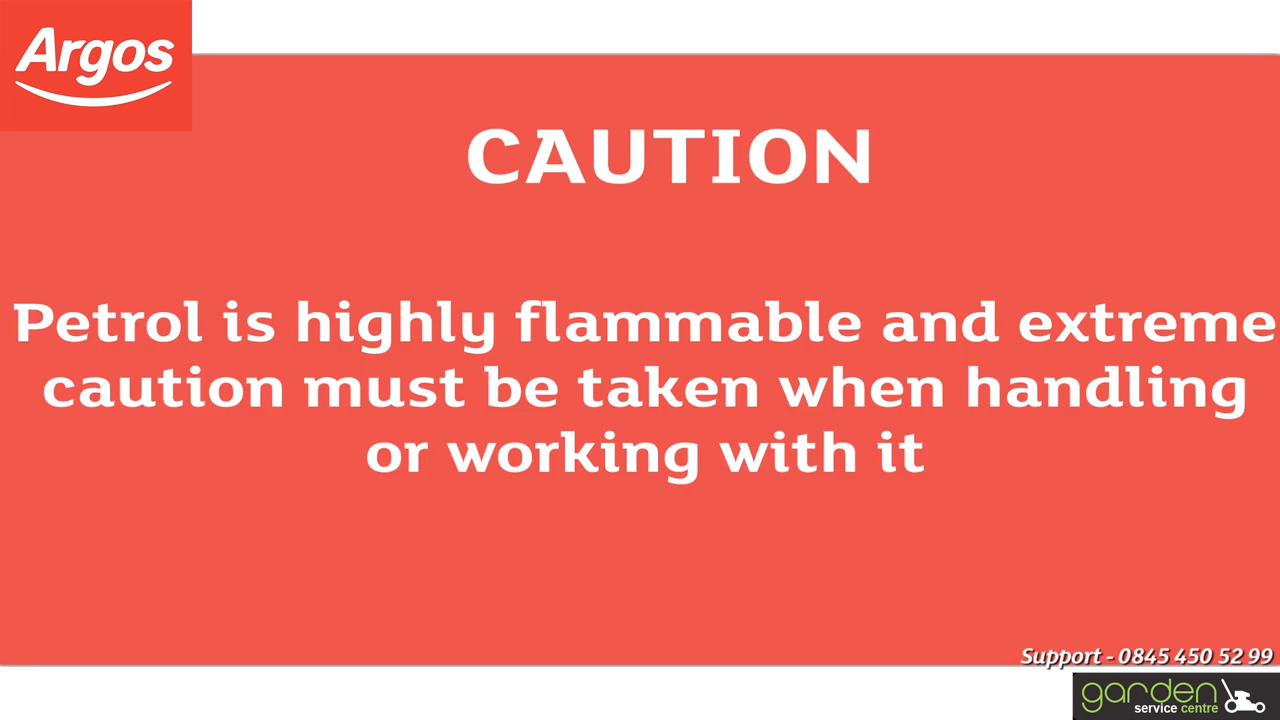 Argos
CAUTION
Petrol is highly flammable and extreme
caution must be taken when handling
or working with it
Support - 0845 450 52 99
garden
service centre